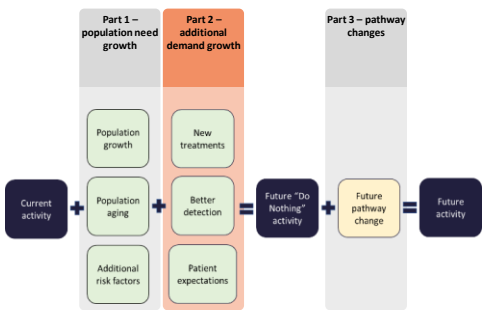 Part 1 –
population need
growth
Part 2 –
additional
demand growth
Part 3 – pathway
changes
Population
growth
New
treatments
Current
activity
+
Population
aging
+
Better
detection
=
Future "Do
Nothing"
activity
+
Future
pathway
change
=
Future
activity
Additional
risk factors
Patient
expectations